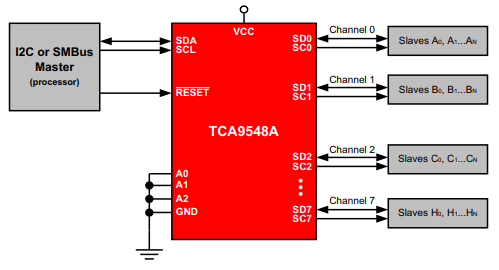 I2C or SMBus
Master
(processor)
SDA
SCL
RESET
A0
A1
A2
GND
VCC
TCA9548A
SD0
SC0
SD1
SC1
SD2
SC2
SD7
SC7
Channel 0
Channel 1
Channel 2
Channel 7
Slaves A0, A1...AN
Slaves B0, B1...BN
Slaves C0, C1...CN
Slaves H0, H1...HN